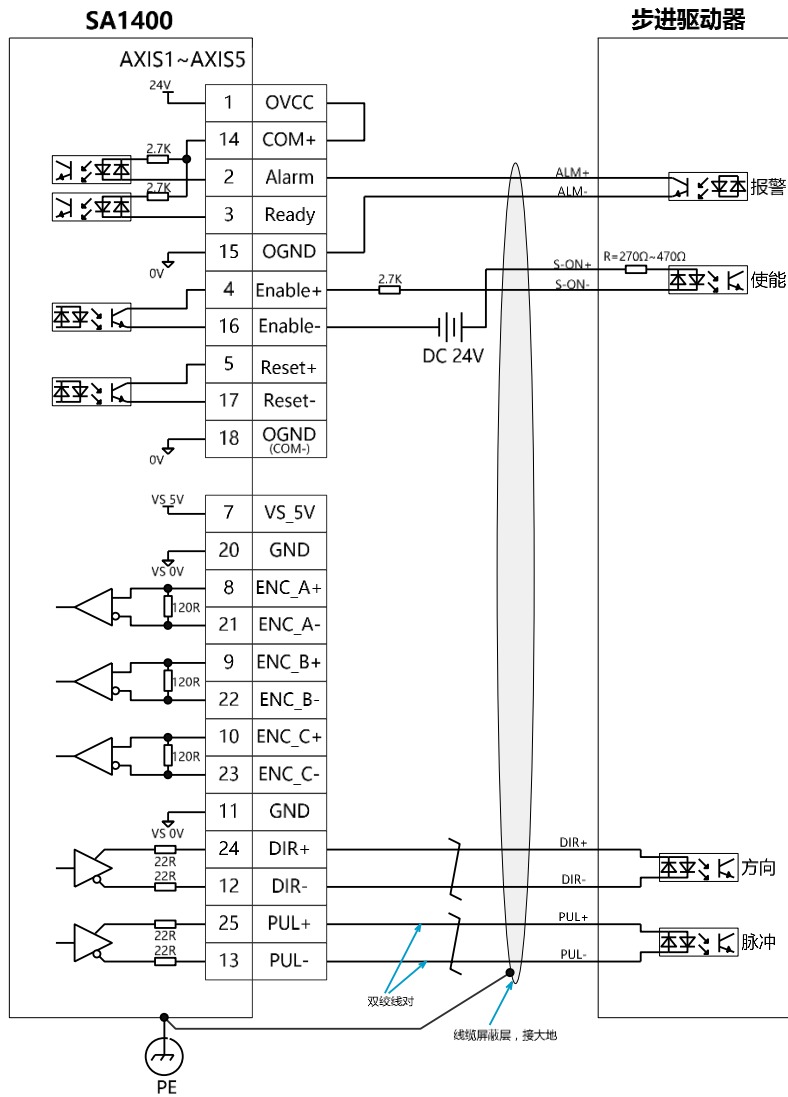 SA1400
步进驱动器
AXIS1~AXIS5
24V
1 OVCC
14 COM+
2.7K
2 Alarm
ALM+
2.7K
ALM-
报警
3 Ready
15 OGND
0V
S-ON+
R=270Ω~470Ω
4 Enable+
2.7K
S-ON-
使能
16 Enable-
DC 24V
5 Reset+
17 Reset-
18 OGND
(COM-)
0V
VS_5V
7 VS_5V
20 GND
VS 0V
8 ENC_A+
120R
21 ENC_A-
9 ENC_B+
120R
22 ENC_B-
10 ENC_C+
120R
23 ENC_C-
11 GND
VS 0V
24 DIR+
DIR+
22R
方向
22R
12 DIR-
DIR-
25 PUL+
PUL+
22R
脉冲
22R
13 PUL-
PUL-
双绞线对
线缆屏蔽层，接大地
PE